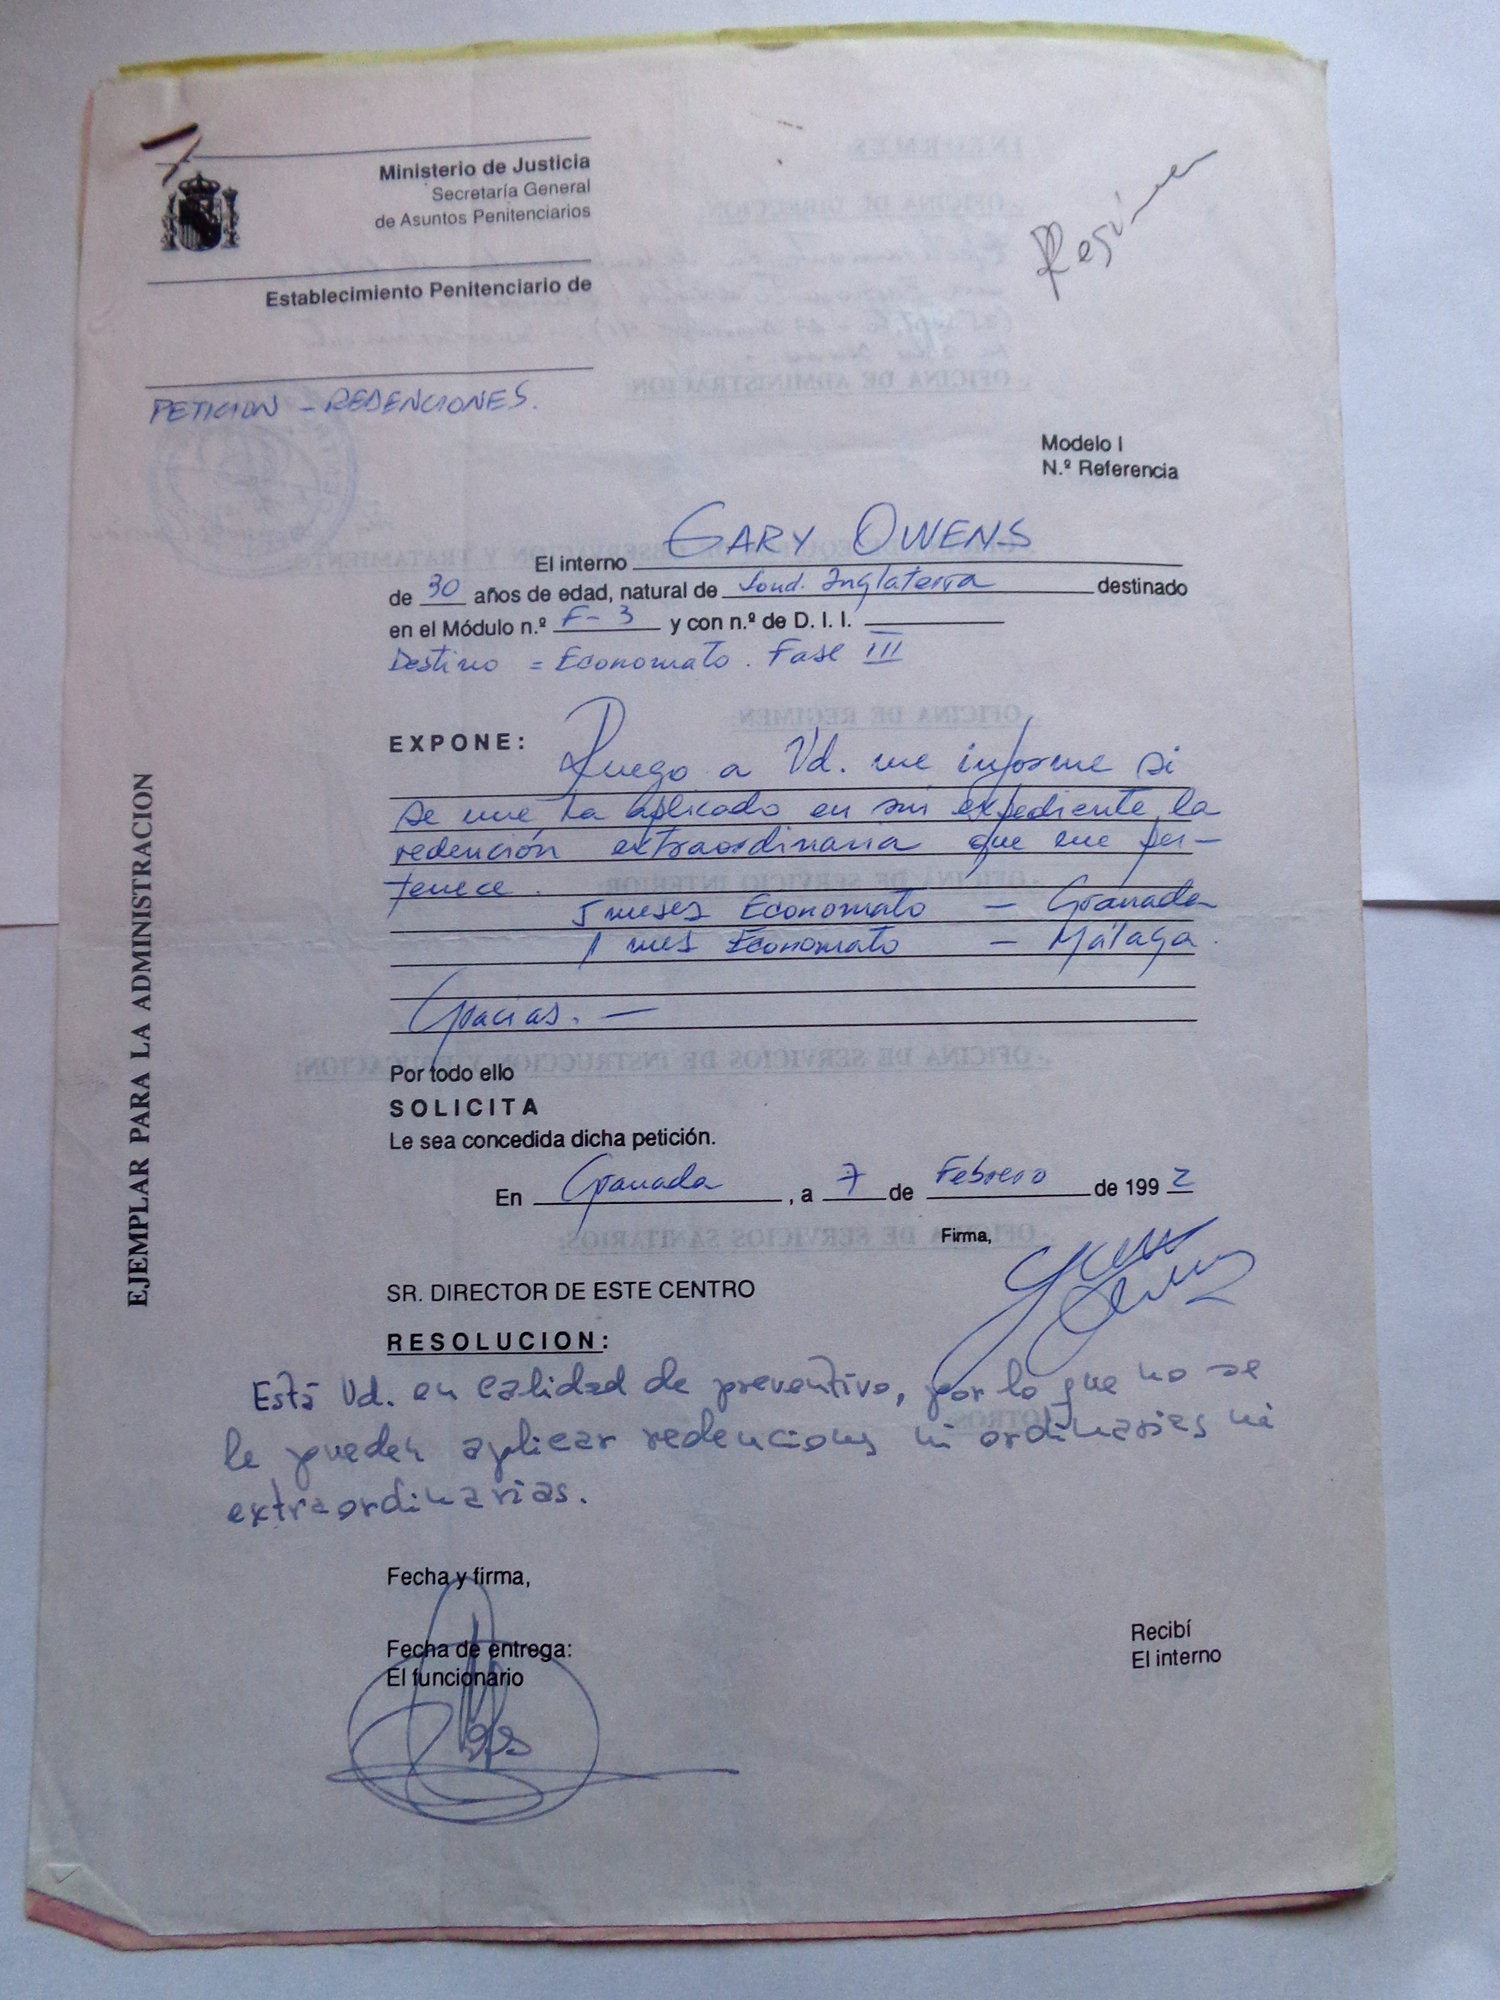 Ministerio de Justicia
Secretaría General
de Asuntos Penitenciarios
Establecimiento Penitenciario de
Régimen
PETICION - REDENCIONES.
Modelo I
N.º Referencia
El interno GARY OWENS
de 30 años de edad, natural de Lond. Inglaterra destinado
en el Módulo n.º F-3 y con n.º de D. I. I.
Destino = Economato. Fase III
EXPONE: Ruego a Vd. me informe si
se me ha aplicado en mi expediente la
redención extraordinaria que me per-
tenece.
5 meses Economato - Granada
1 mes Economato - Málaga.
Gracias. -
Por todo ello
SOLICITA
Le sea concedida dicha petición.
En Granada, a 7 de Febrero de 1992
Firma,
SR. DIRECTOR DE ESTE CENTRO
RESOLUCION:
Está Vd. en calidad de preventivo, por lo que no se
le pueden aplicar redenciones ni ordinarias ni
extraordinarias.
Fecha y firma,
Fecha de entrega:
El funcionario
Recibí
El interno
EJEMPLAR PARA LA ADMINISTRACION